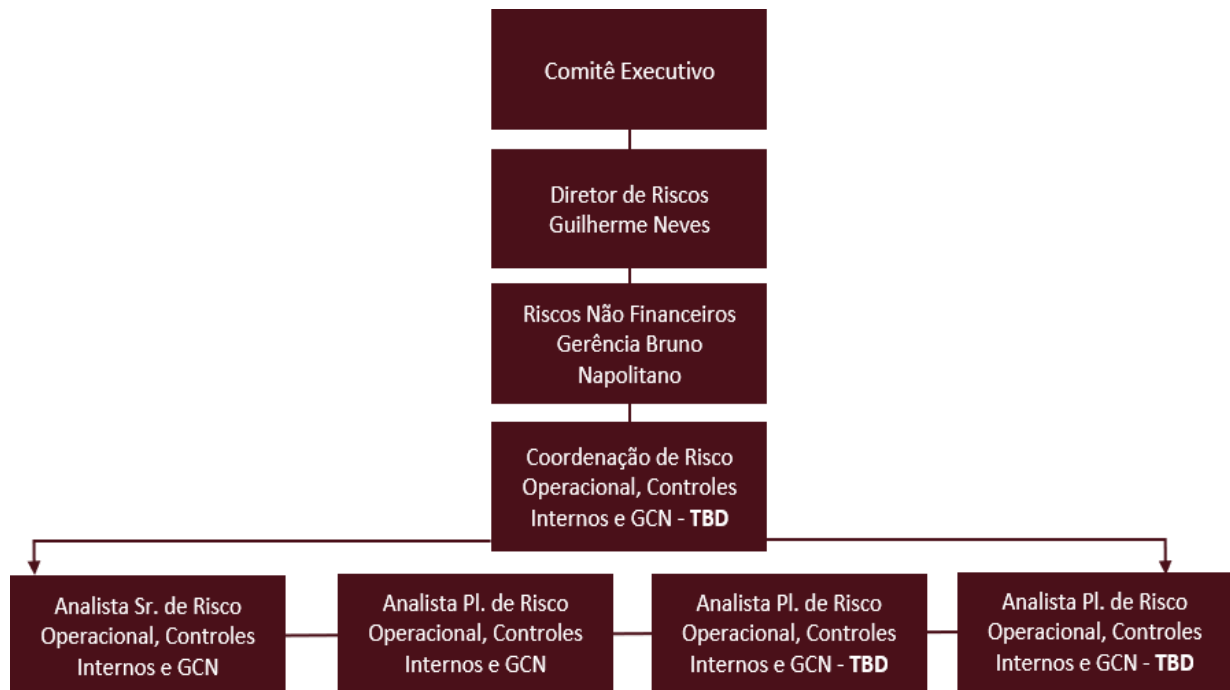 Comitê Executivo
Diretor de Riscos
Guilherme Neves
Riscos Não Financeiros
Gerência Bruno
Napolitano
Coordenação de Risco
Operacional, Controles
Internos e GCN - TBD
Analista Sr. de Risco
Operacional, Controles
Internos e GCN
Analista Pl. de Risco
Operacional, Controles
Internos e GCN
Analista Pl. de Risco
Operacional, Controles
Internos e GCN - TBD
Analista Pl. de Risco
Operacional, Controles
Internos e GCN - TBD